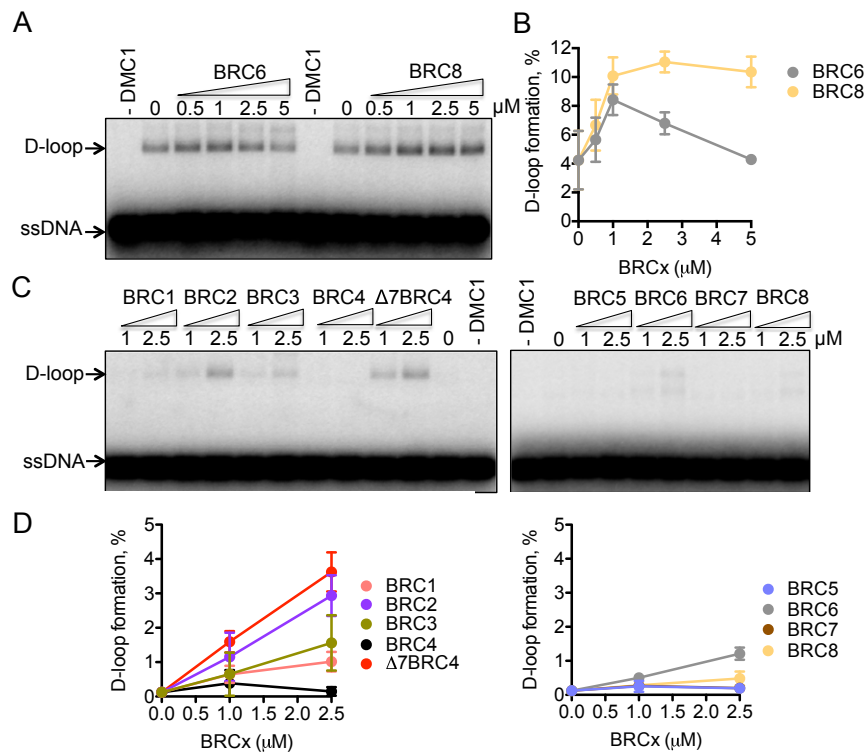 A
- DMC1
BRC6
- DMC1
BRC8
0 0.5 1 2.5 5 0 0.5 1 2.5 5 μM
D-loop
ssDNA
B
D-loop formation, %
12
10
8
6
4
2
0
0 1 2 3 4 5
BRCx (μM)
BRC6
BRC8
C
BRC1 BRC2 BRC3 BRC4 Δ7BRC4
- DMC1
1 2.5 1 2.5 1 2.5 1 2.5 1 2.5 0
D-loop
ssDNA
- DMC1
BRC5 BRC6 BRC7 BRC8
0 1 2.5 1 2.5 1 2.5 1 2.5 μM
D
D-loop formation, %
5
4
3
2
1
0
0.0 0.5 1.0 1.5 2.0 2.5
BRCx (μM)
BRC1
BRC2
BRC3
BRC4
Δ7BRC4
D-loop formation, %
5
4
3
2
1
0
0.0 0.5 1.0 1.5 2.0 2.5
BRCx (μM)
BRC5
BRC6
BRC7
BRC8